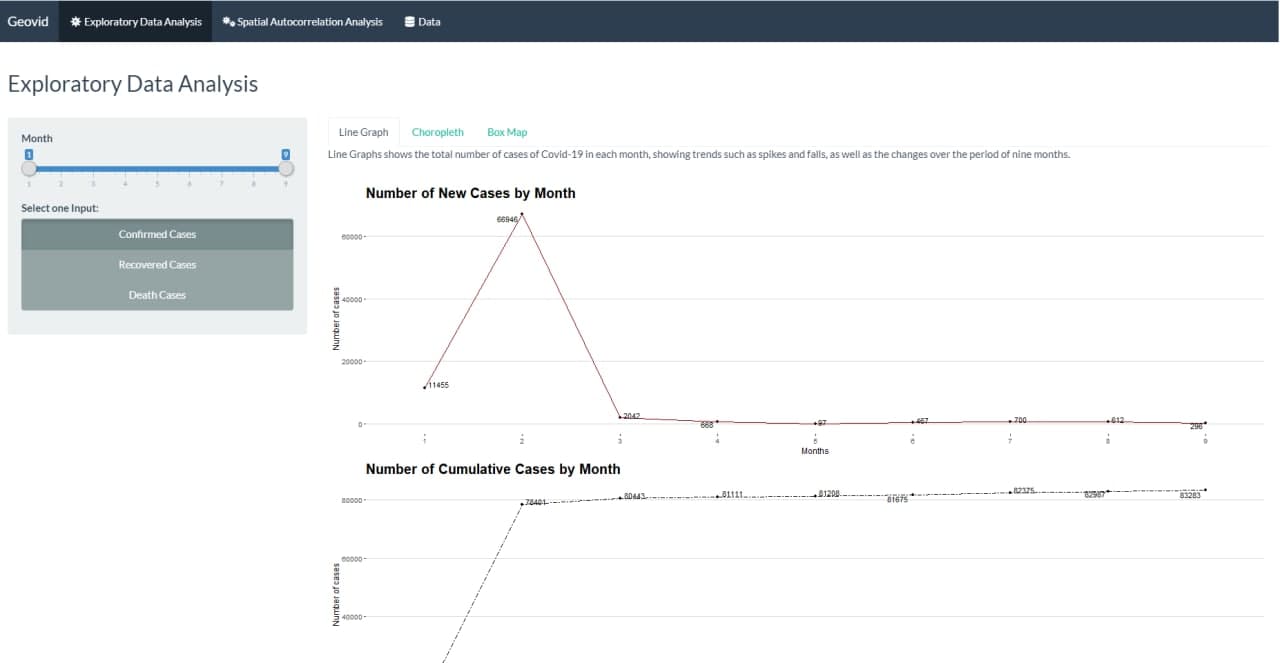 Geovid Exploratory Data Analysis Spatial Autocorrelation Analysis Data
Exploratory Data Analysis
Month
1 9
1 2 3 4 5 6 7 8 9
Select one Input:
Confirmed Cases
Recovered Cases
Death Cases
Line Graph Choropleth Box Map
Line Graphs shows the total number of cases of Covid-19 in each month, showing trends such as spikes and falls, as well as the changes over the period of nine months.
Number of New Cases by Month
Number of cases
60000
40000
20000
0
11455
66946
2042
668
97
467
700
612
296
1 2 3 4 5 6 7 8 9
Months
Number of Cumulative Cases by Month
Number of cases
80000
60000
40000
78401
80443
81111
81208
81675
82375
82987
83283